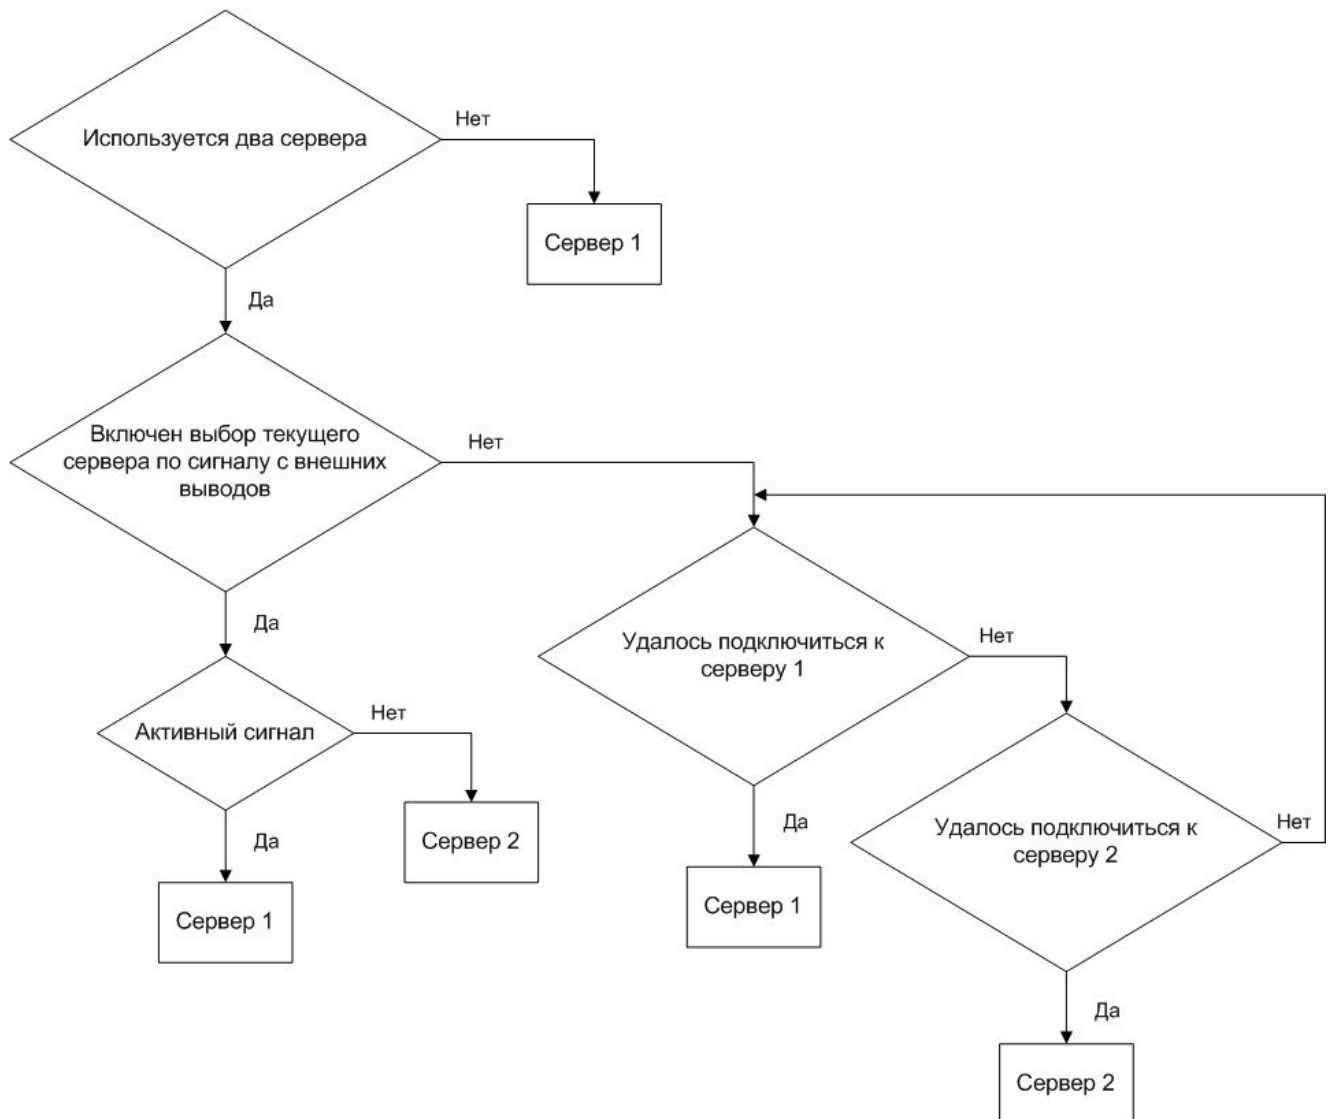 Используется два сервера
Нет
Сервер 1
Да
Включен выбор текущего
сервера по сигналу с внешних
выводов
Нет
Да
Удалось подключиться к
серверу 1
Нет
Активный сигнал
Нет
Да
Сервер 2
Сервер 1
Да
Сервер 1
Удалось подключиться к
серверу 2
Нет
Да
Сервер 2